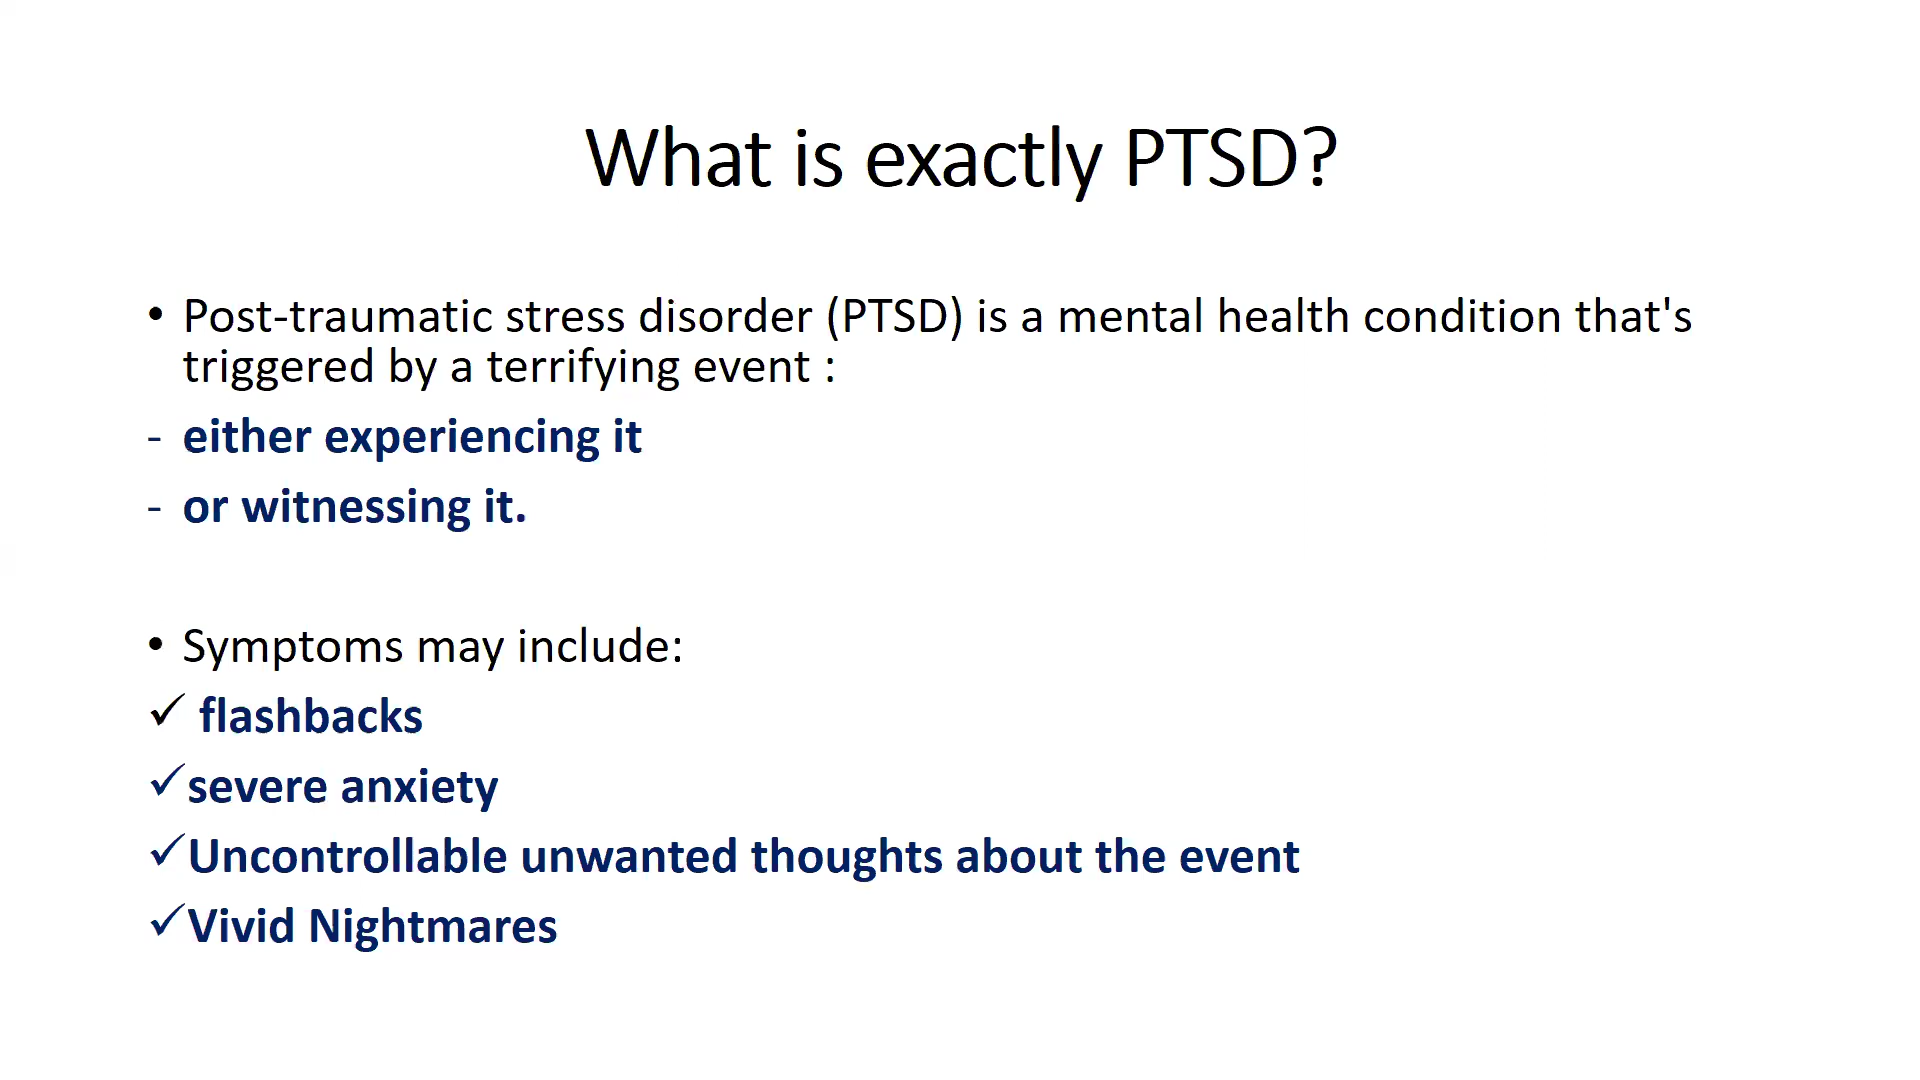 What is exactly PTSD?
• Post-traumatic stress disorder (PTSD) is a mental health condition that's
triggered by a terrifying event :
- either experiencing it
- or witnessing it.
• Symptoms may include:
✓ flashbacks
✓severe anxiety
✓Uncontrollable unwanted thoughts about the event
✓Vivid Nightmares